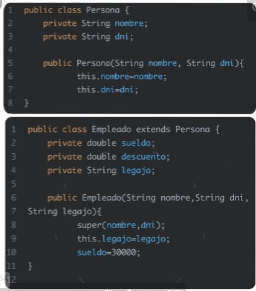 1 public class Persona {
2 private String nombre;
3 private String dni;
4
5 public Persona(String nombre, String dni){
6 this.nombre=nombre;
7 this.dni=dni;
8 }
1 public class Empleado extends Persona {
2 private double sueldo;
3 private double descuento;
4 private String legajo;
5
6 public Empleado(String nombre,String dni,
7 String legajo){
8 super(nombre,dni);
9 this.legajo=legajo;
10 sueldo=30000;
11 }
12